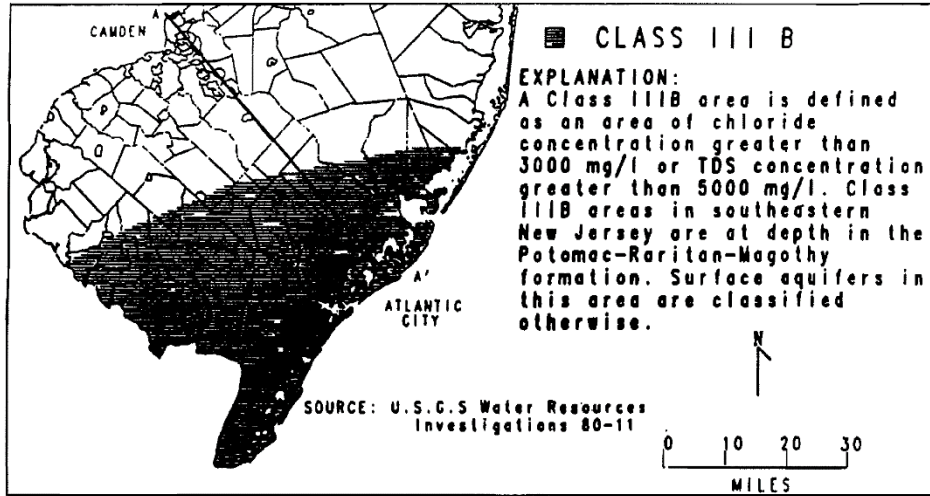 A
CAMDEN
CLASS III B
EXPLANATION:
A Class IIIB area is defined
as an area of chloride
concentration greater than
3000 mg/l or TDS concentration
greater than 5000 mg/l. Class
IIIB areas in southeastern
New Jersey are at depth in the
Potomac-Raritan-Magothy
formation. Surface aquifers in
this area are classified
otherwise.
A'
ATLANTIC
CITY
N
SOURCE: U.S.G.S Water Resources
Investigations 80-11
0 10 20 30
MILES